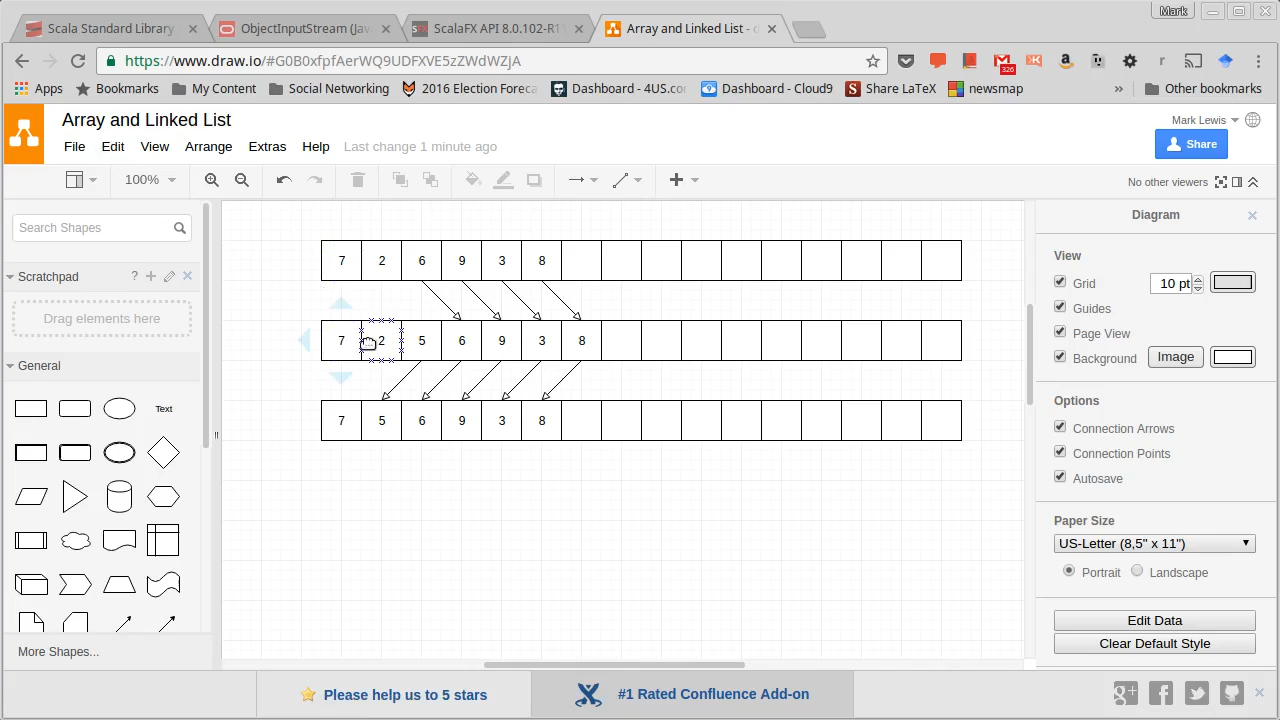 Mark
Scala Standard Library
ObjectInputStream (Jav
ScalaFX API 8.0.102-R1
Array and Linked List - d
https://www.draw.io/#G0B0xfpfAerWQ9UDFXVE5zZWdWZjA
326
Apps
Bookmarks
My Content
Social Networking
2016 Election Foreca
Dashboard - 4US.co
Dashboard - Cloud9
Share LaTeX
newsmap
»
Other bookmarks
Array and Linked List
Mark Lewis
File Edit View Arrange Extras Help Last change 1 minute ago
Share
100%
No other viewers
Search Shapes
Diagram
Scratchpad
?
Drag elements here
General
Text
More Shapes...
7 2 6 9 3 8
7 2 5 6 9 3 8
7 5 6 9 3 8
View
Grid 10 pt
Guides
Page View
Background Image
Options
Connection Arrows
Connection Points
Autosave
Paper Size
US-Letter (8,5" x 11")
Portrait Landscape
Edit Data
Clear Default Style
Please help us to 5 stars
#1 Rated Confluence Add-on